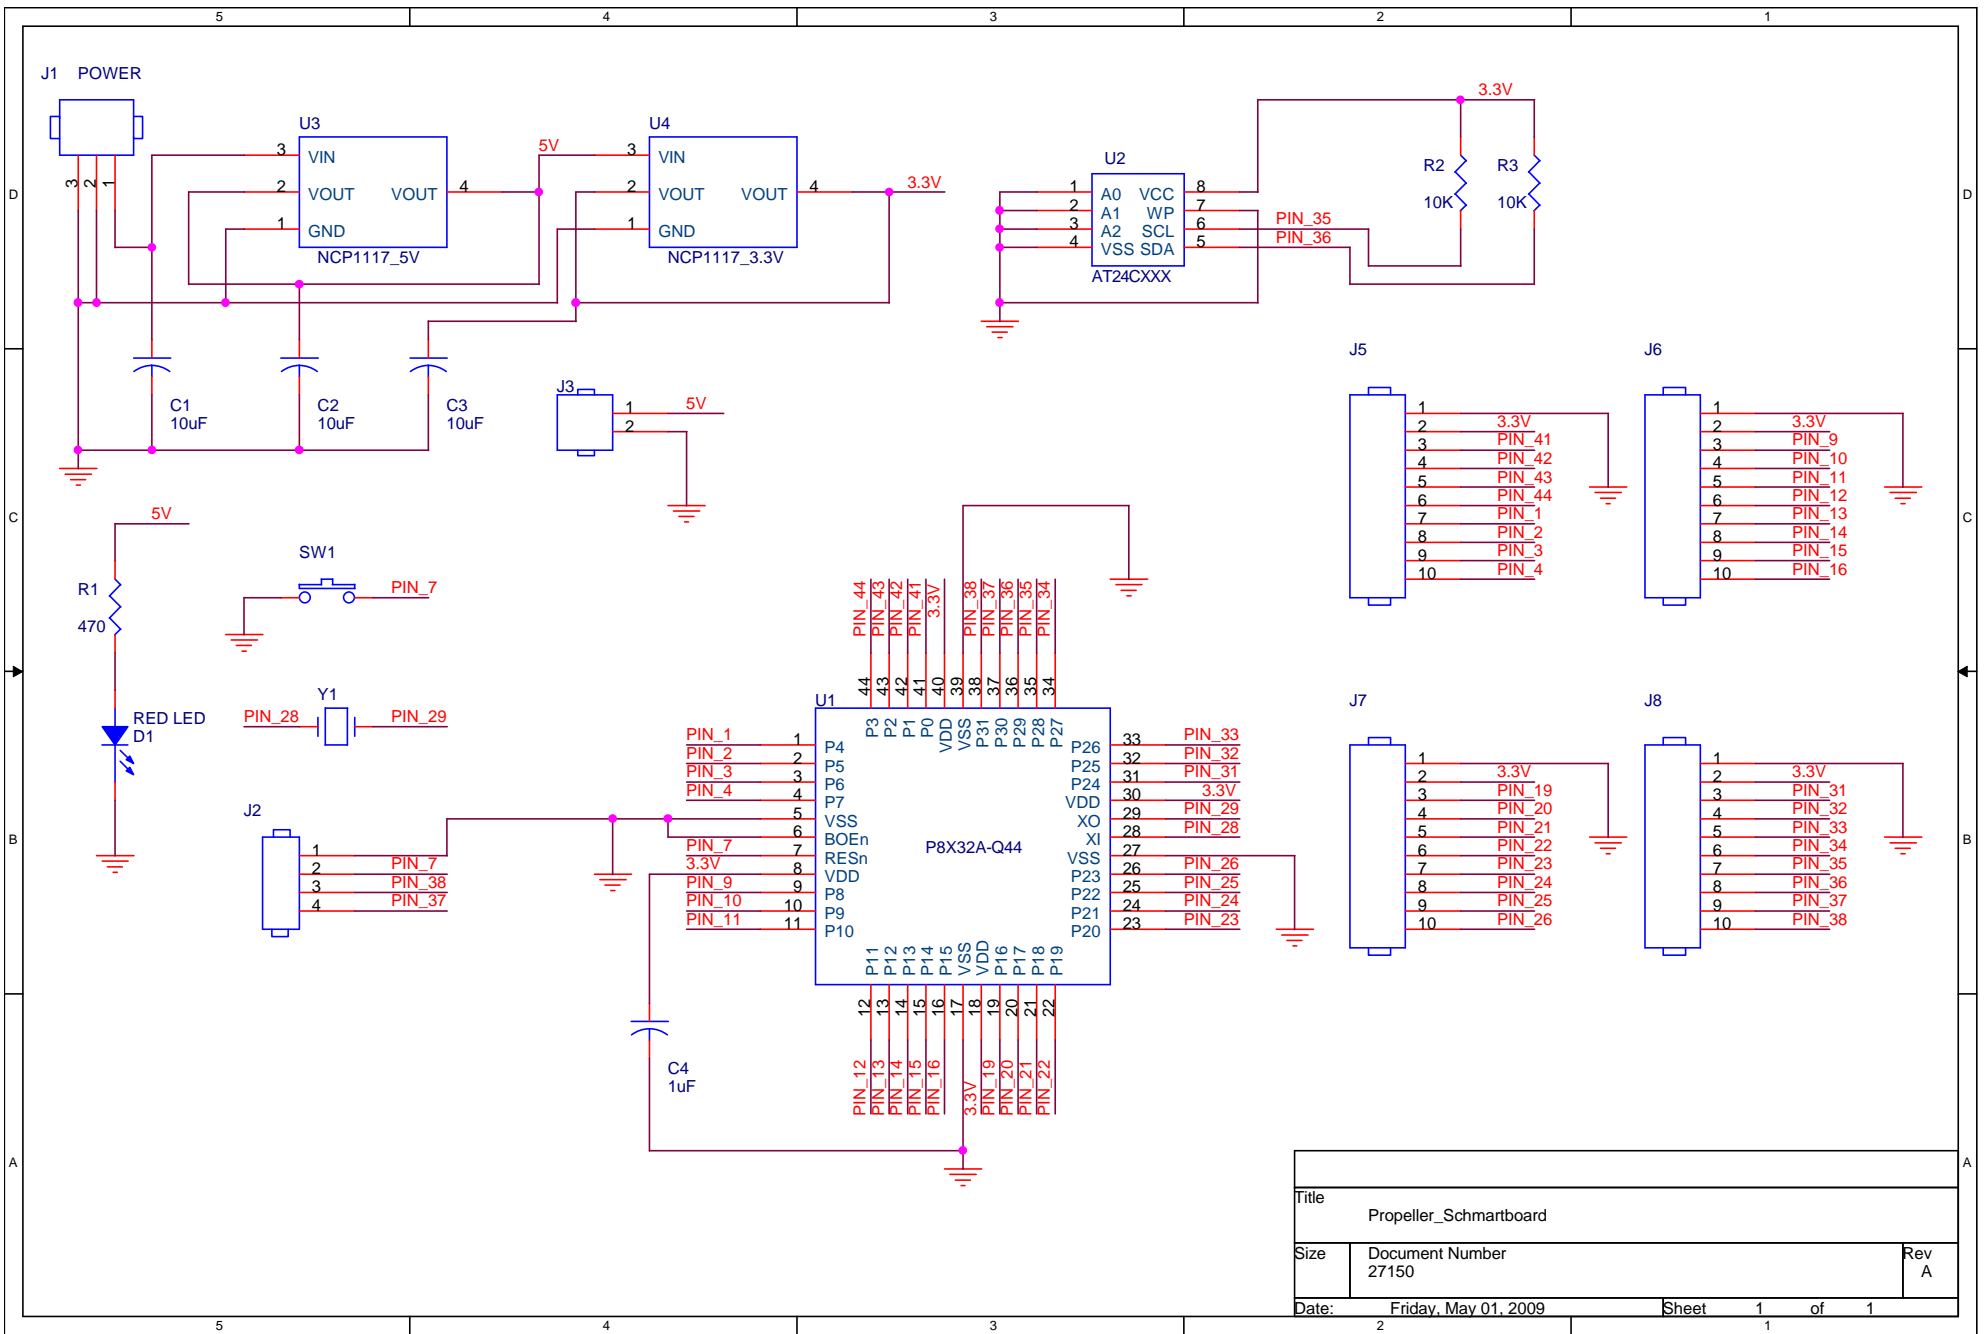 5 4 3 2 1
D
C
B
A
D
C
B
A
J1 POWER
3
2
1
U3
3 VIN
2 VOUT VOUT 4
1 GND
NCP1117_5V
5V
U4
3 VIN
2 VOUT VOUT 4
1 GND
NCP1117_3.3V
3.3V
C1
10uF
C2
10uF
C3
10uF
U2
1 A0 VCC 8
2 A1 WP 7
3 A2 SCL 6
4 VSS SDA 5
AT24CXXX
PIN_35
PIN_36
3.3V
R2
10K
R3
10K
J3
1 5V
2
5V
R1
470
RED LED
D1
SW1
PIN_7
Y1
PIN_28 PIN_29
J2
1
2 PIN_7
3 PIN_38
4 PIN_37
U1
P8X32A-Q44
PIN_44 44 P3
PIN_43 43 P2
PIN_42 42 P1
PIN_41 41 P0
3.3V 40 VDD
39 VSS
PIN_38 38 P31
PIN_37 37 P30
PIN_36 36 P29
PIN_35 35 P28
PIN_34 34 P27
PIN_1 1 P4
PIN_2 2 P5
PIN_3 3 P6
PIN_4 4 P7
5 VSS
6 BOEn
PIN_7 7 RESn
3.3V 8 VDD
PIN_9 9 P8
PIN_10 10 P9
PIN_11 11 P10
P26 33 PIN_33
P25 32 PIN_32
P24 31 PIN_31
VDD 30 3.3V
XO 29 PIN_29
XI 28 PIN_28
VSS 27
P23 26 PIN_26
P22 25 PIN_25
P21 24 PIN_24
P20 23 PIN_23
P11 12 PIN_12
P12 13 PIN_13
P13 14 PIN_14
P14 15 PIN_15
P15 16 PIN_16
VSS 17
VDD 18 3.3V
P16 19 PIN_19
P17 20 PIN_20
P18 21 PIN_21
P19 22 PIN_22
C4
1uF
J5
1
2 3.3V
3 PIN_41
4 PIN_42
5 PIN_43
6 PIN_44
7 PIN_1
8 PIN_2
9 PIN_3
10 PIN_4
J6
1
2 3.3V
3 PIN_9
4 PIN_10
5 PIN_11
6 PIN_12
7 PIN_13
8 PIN_14
9 PIN_15
10 PIN_16
J7
1
2 3.3V
3 PIN_19
4 PIN_20
5 PIN_21
6 PIN_22
7 PIN_23
8 PIN_24
9 PIN_25
10 PIN_26
J8
1
2 3.3V
3 PIN_31
4 PIN_32
5 PIN_33
6 PIN_34
7 PIN_35
8 PIN_36
9 PIN_37
10 PIN_38
Title
Propeller_Schmartboard
Size Document Number Rev
27150 A
Date: Friday, May 01, 2009 Sheet 1 of 1
5 4 3 2 1